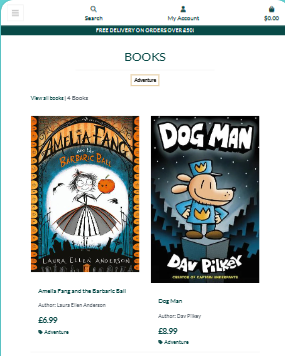 Search
My Account
$0.00
FREE DELIVERY ON ORDERS OVER £50!
BOOKS
Adventure
View all books | 4 Books
AMELIA FANG
and the
BARBARIC BALL
LAURA ELLEN ANDERSON
DOG MAN
DAV PILKEY
CREATOR OF CAPTAIN UNDERPANTS
Amelia Fang and the Barbaric Ball
Author: Laura Ellen Anderson
£6.99
Adventure
Dog Man
Author: Dav Pilkey
£8.99
Adventure